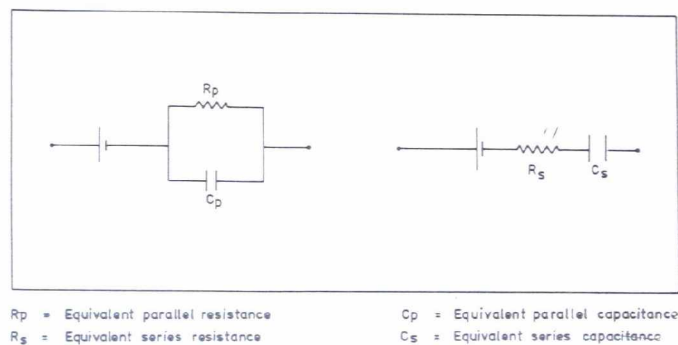 Rp
Cp
Rs
Cs
Rp = Equivalent parallel resistance
Cp = Equivalent parallel capacitance
Rs = Equivalent series resistance
Cs = Equivalent series capacitance